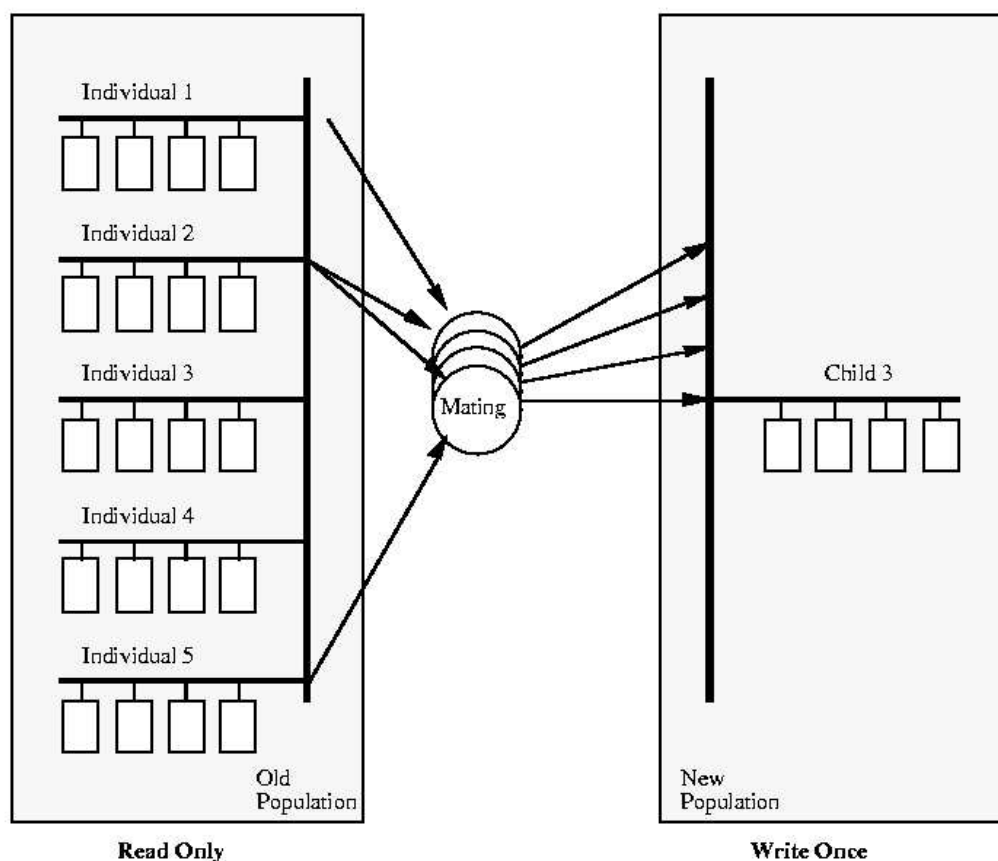 Individual 1
Individual 2
Individual 3
Individual 4
Individual 5
Mating
Child 3
Old
Population
New
Population
Read Only
Write Once